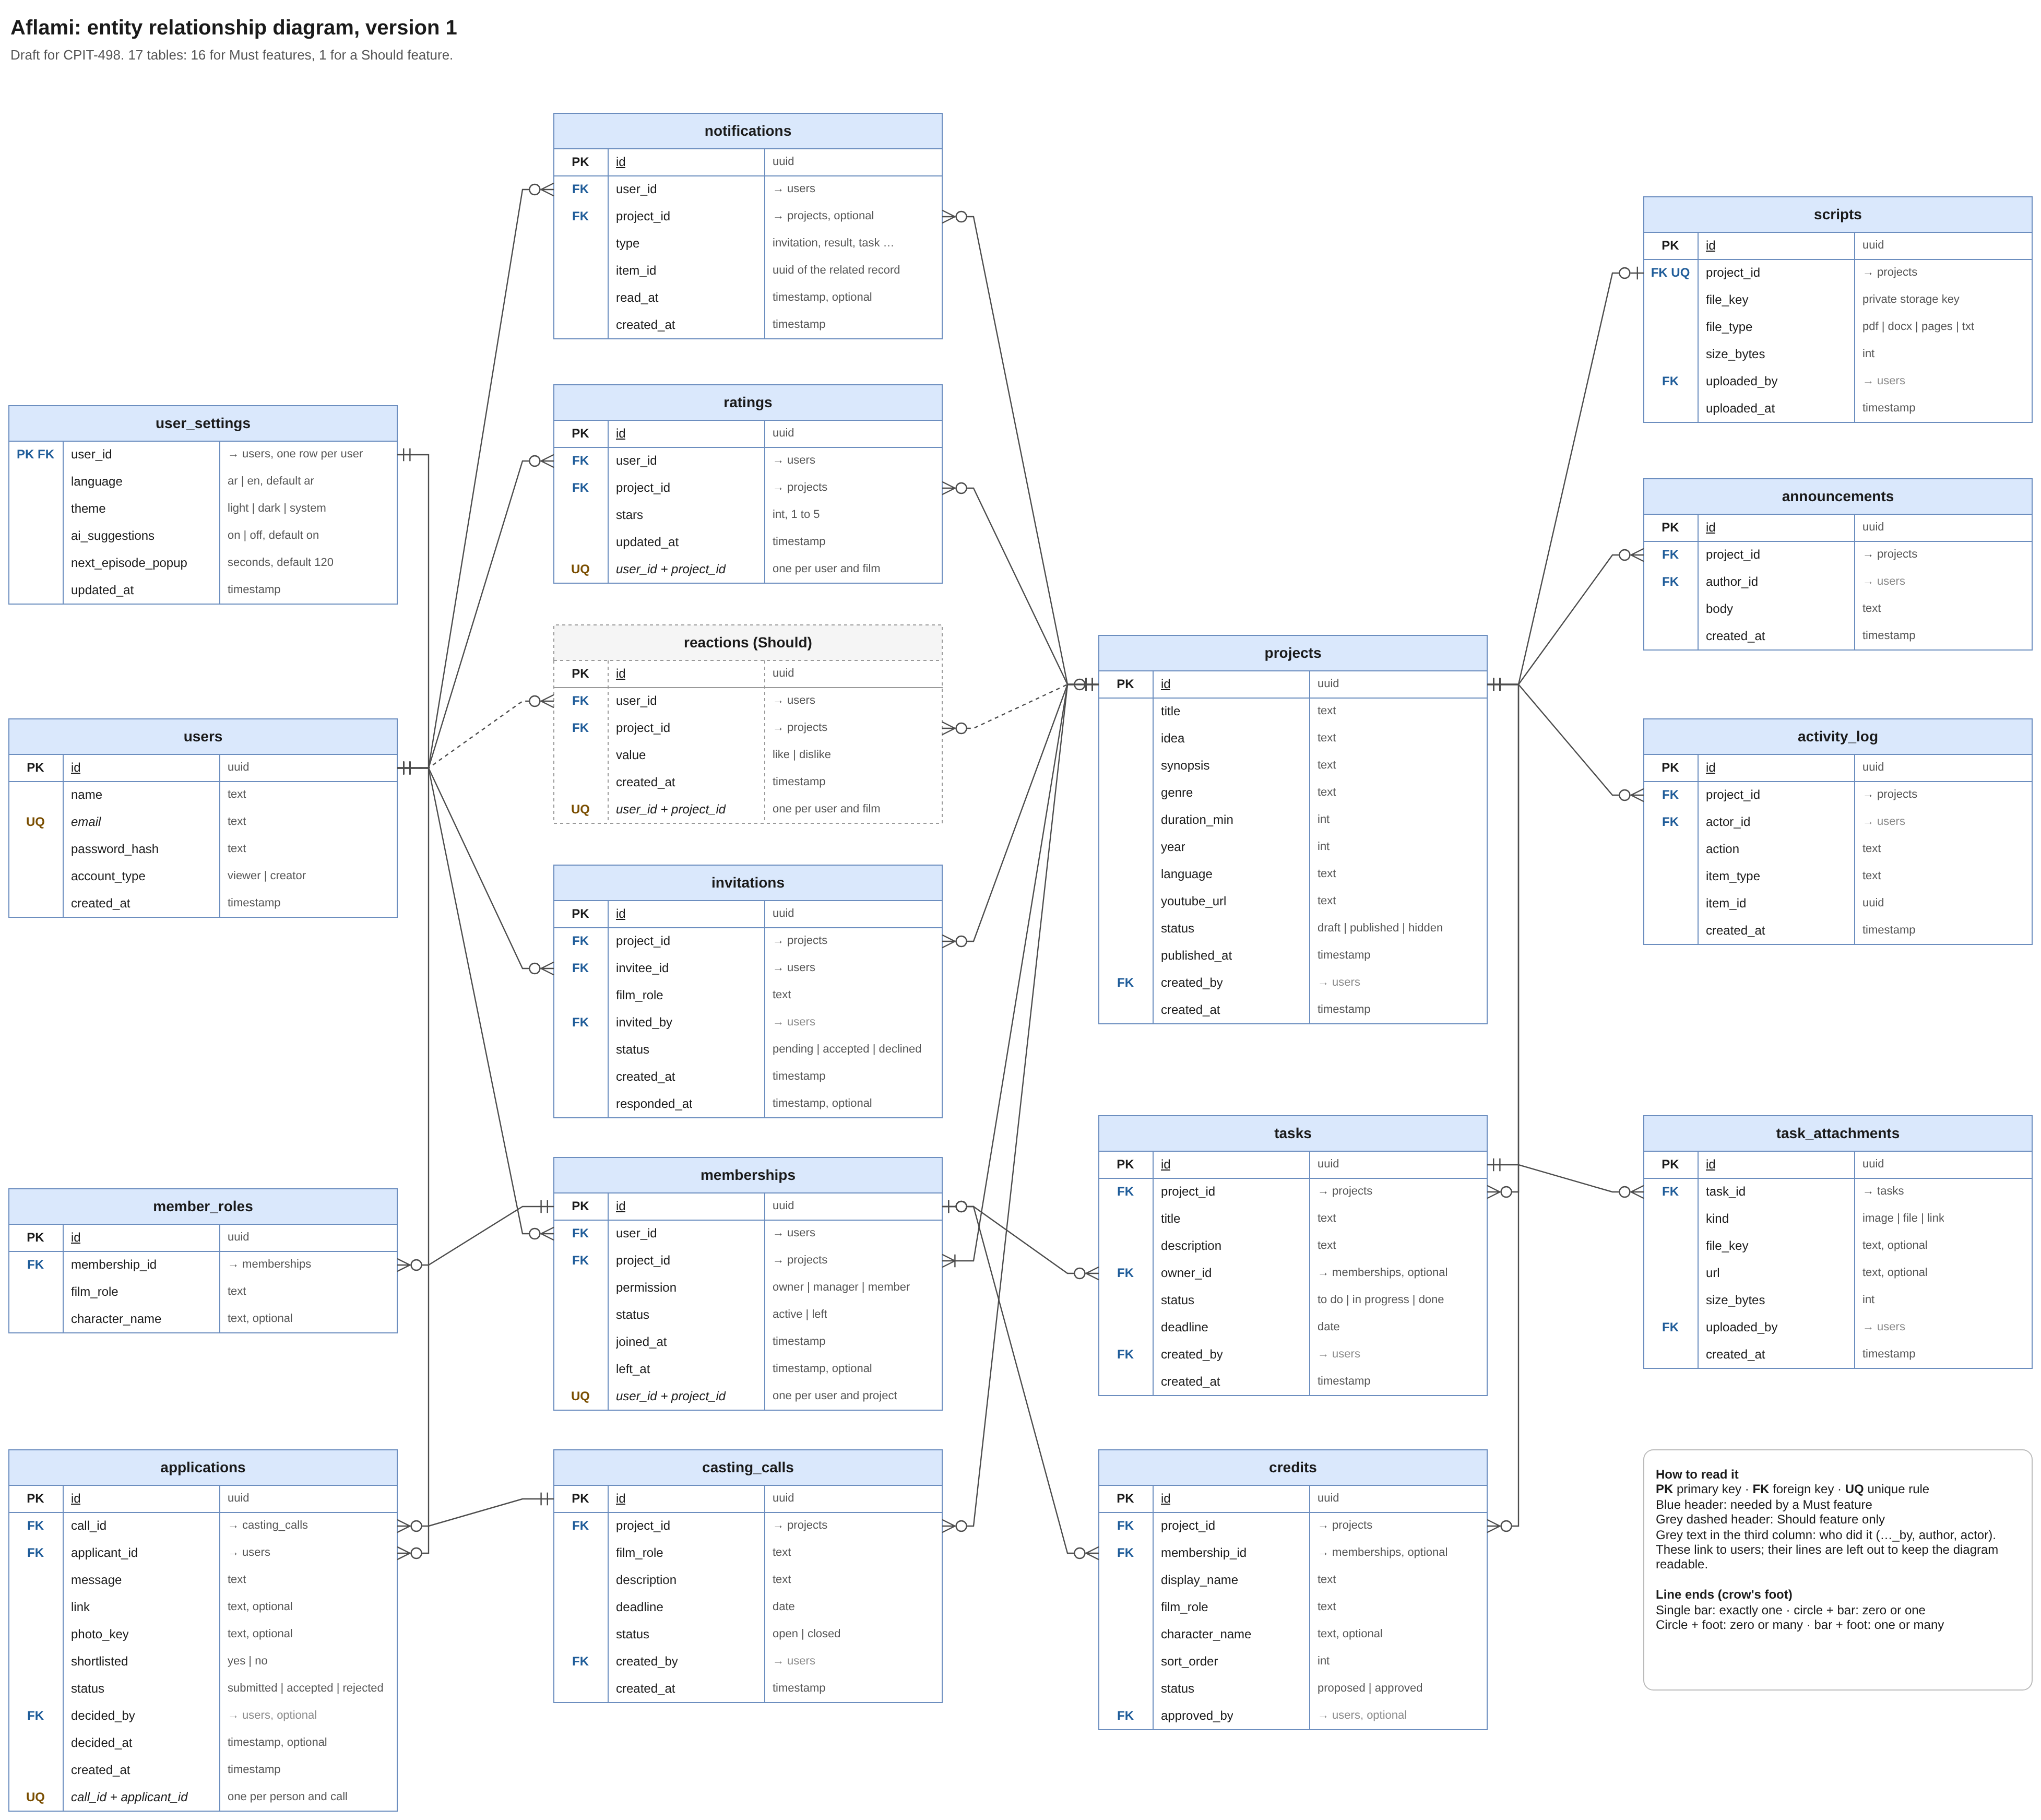 Aflami: entity relationship diagram, version 1
Draft for CPIT-498. 17 tables: 16 for Must features, 1 for a Should feature.
user_settings
PK FK user_id → users, one row per user
language ar | en, default ar
theme light | dark | system
ai_suggestions on | off, default on
next_episode_popup seconds, default 120
updated_at timestamp
users
PK id uuid
name text
UQ email text
password_hash text
account_type viewer | creator
created_at timestamp
member_roles
PK id uuid
FK membership_id → memberships
film_role text
character_name text, optional
applications
PK id uuid
FK call_id → casting_calls
FK applicant_id → users
message text
link text, optional
photo_key text, optional
shortlisted yes | no
status submitted | accepted | rejected
FK decided_by → users, optional
decided_at timestamp, optional
created_at timestamp
UQ call_id + applicant_id one per person and call
notifications
PK id uuid
FK user_id → users
FK project_id → projects, optional
type invitation, result, task …
item_id uuid of the related record
read_at timestamp, optional
created_at timestamp
ratings
PK id uuid
FK user_id → users
FK project_id → projects
stars int, 1 to 5
updated_at timestamp
UQ user_id + project_id one per user and film
reactions (Should)
PK id uuid
FK user_id → users
FK project_id → projects
value like | dislike
created_at timestamp
UQ user_id + project_id one per user and film
invitations
PK id uuid
FK project_id → projects
FK invitee_id → users
film_role text
FK invited_by → users
status pending | accepted | declined
created_at timestamp
responded_at timestamp, optional
memberships
PK id uuid
FK user_id → users
FK project_id → projects
permission owner | manager | member
status active | left
joined_at timestamp
left_at timestamp, optional
UQ user_id + project_id one per user and project
casting_calls
PK id uuid
FK project_id → projects
film_role text
description text
deadline date
status open | closed
FK created_by → users
created_at timestamp
projects
PK id uuid
title text
idea text
synopsis text
genre text
duration_min int
year int
language text
youtube_url text
status draft | published | hidden
published_at timestamp
FK created_by → users
created_at timestamp
tasks
PK id uuid
FK project_id → projects
title text
description text
FK owner_id → memberships, optional
status to do | in progress | done
deadline date
FK created_by → users
created_at timestamp
credits
PK id uuid
FK project_id → projects
FK membership_id → memberships, optional
display_name text
film_role text
character_name text, optional
sort_order int
status proposed | approved
FK approved_by → users, optional
scripts
PK id uuid
FK UQ project_id → projects
file_key private storage key
file_type pdf | docx | pages | txt
size_bytes int
FK uploaded_by → users
uploaded_at timestamp
announcements
PK id uuid
FK project_id → projects
FK author_id → users
body text
created_at timestamp
activity_log
PK id uuid
FK project_id → projects
FK actor_id → users
action text
item_type text
item_id uuid
created_at timestamp
task_attachments
PK id uuid
FK task_id → tasks
kind image | file | link
file_key text, optional
url text, optional
size_bytes int
FK uploaded_by → users
created_at timestamp
How to read it
PK primary key · FK foreign key · UQ unique rule
Blue header: needed by a Must feature
Grey dashed header: Should feature only
Grey text in the third column: who did it (…_by, author, actor).
These link to users; their lines are left out to keep the diagram
readable.
Line ends (crow's foot)
Single bar: exactly one · circle + bar: zero or one
Circle + foot: zero or many · bar + foot: one or many